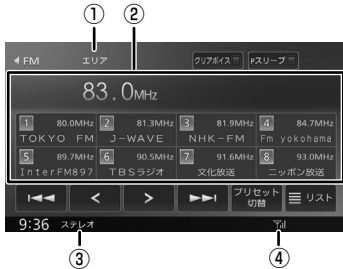 ① ②
FM エリア クリアボイス Pスリープ
83.0MHz
1 80.0MHz 2 81.3MHz 3 81.9MHz 4 84.7MHz
TOKYO FM J-WAVE NHK-FM Fm yokohama
5 89.7MHz 6 90.5MHz 7 91.6MHz 8 93.0MHz
InterFM897 TBSラジオ 文化放送 ニッポン放送
プリセット切替 リスト
9:36 ステレオ
③ ④